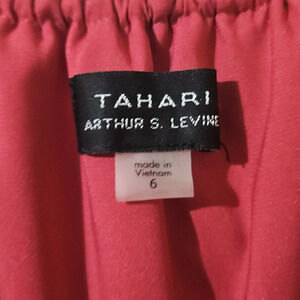 TAHARI
ARTHUR S. LEVINE
made in
Vietnam
6